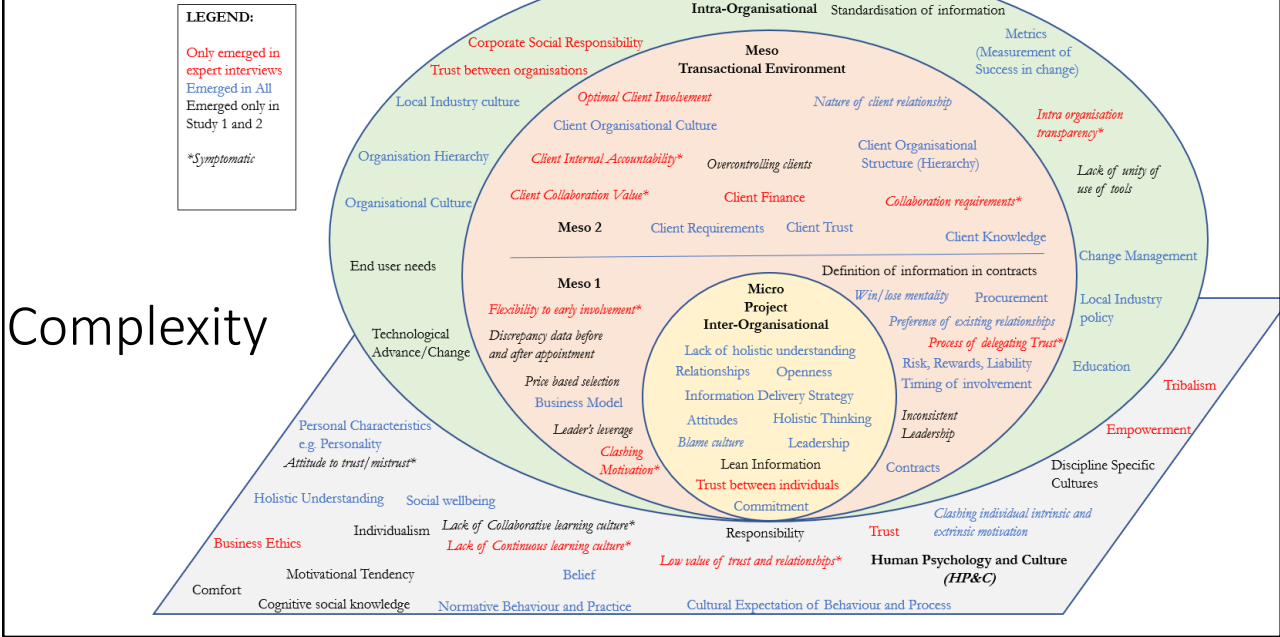 LEGEND:
Only emerged in
expert interviews
Emerged in All
Emerged only in
Study 1 and 2
*Symptomatic
Complexity
Intra-Organisational
Standardisation of information
Corporate Social Responsibility
Trust between organisations
Local Industry culture
Organisation Hierarchy
Organisational Culture
End user needs
Technological
Advance/Change
Metrics
(Measurement of
Success in change)
Intra organisation
transparency*
Lack of unity of
use of tools
Change Management
Local Industry
policy
Education
Meso
Transactional Environment
Optimal Client Involvement
Nature of client relationship
Client Organisational Culture
Client Organisational
Structure (Hierarchy)
Client Internal Accountability*
Overcontrolling clients
Client Collaboration Value*
Client Finance
Collaboration requirements*
Meso 2
Client Requirements
Client Trust
Client Knowledge
Meso 1
Flexibility to early involvement*
Discrepancy data before
and after appointment
Price based selection
Business Model
Leader's leverage
Clashing
Motivation*
Definition of information in contracts
Win/lose mentality
Procurement
Preference of existing relationships
Process of delegating Trust*
Risk, Rewards, Liability
Timing of involvement
Inconsistent
Leadership
Contracts
Micro
Project
Inter-Organisational
Lack of holistic understanding
Relationships
Openness
Information Delivery Strategy
Attitudes
Holistic Thinking
Blame culture
Leadership
Lean Information
Trust between individuals
Commitment
Tribalism
Empowerment
Discipline Specific
Cultures
Personal Characteristics
e.g. Personality
Attitude to trust/mistrust*
Holistic Understanding
Social wellbeing
Individualism
Lack of Collaborative learning culture*
Business Ethics
Lack of Continuous learning culture*
Responsibility
Trust
Clashing individual intrinsic and
extrinsic motivation
Low value of trust and relationships*
Human Psychology and Culture
(HP&C)
Motivational Tendency
Belief
Comfort
Cognitive social knowledge
Normative Behaviour and Practice
Cultural Expectation of Behaviour and Process